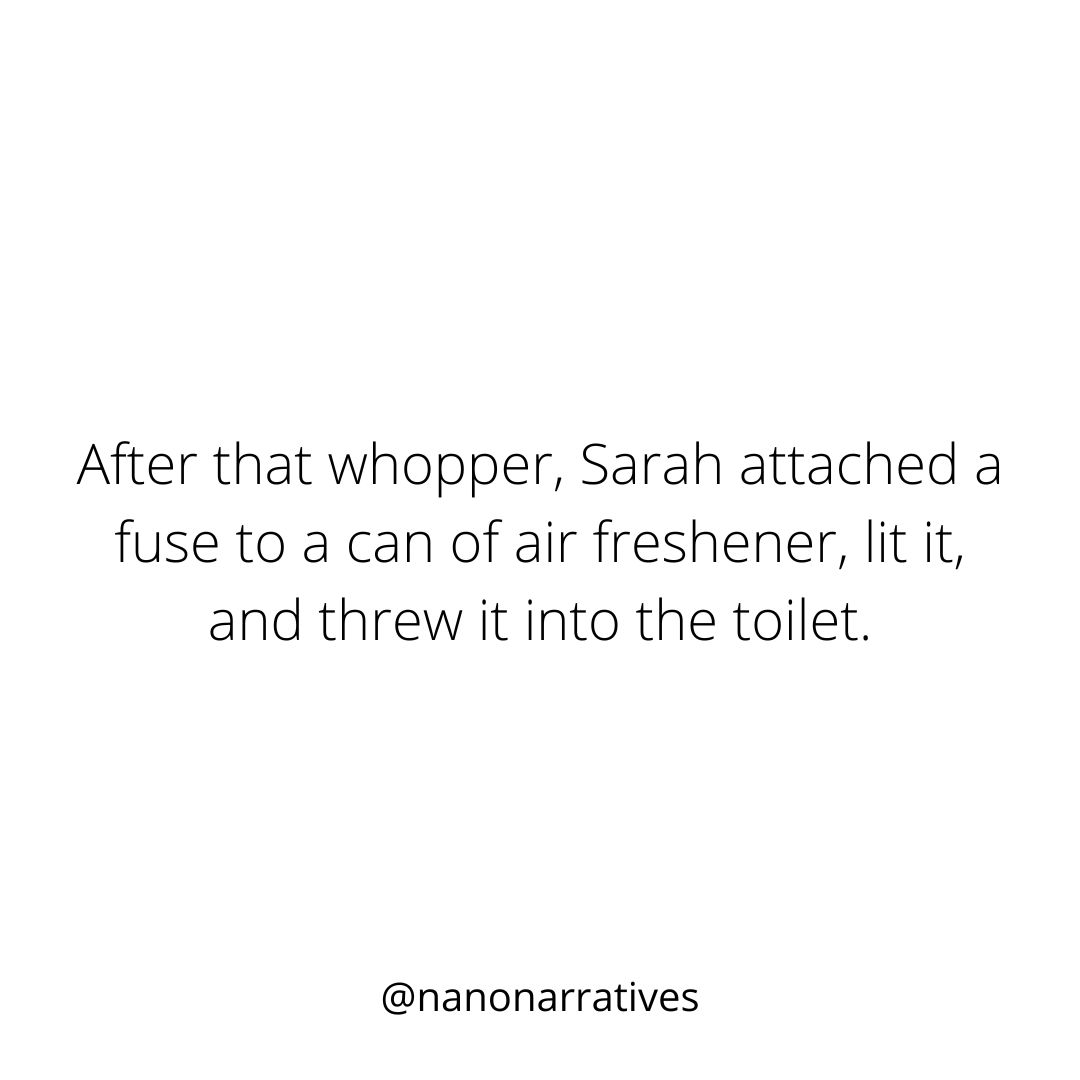 After that whopper, Sarah attached a
fuse to a can of air freshener, lit it,
and threw it into the toilet.
@nanonarratives